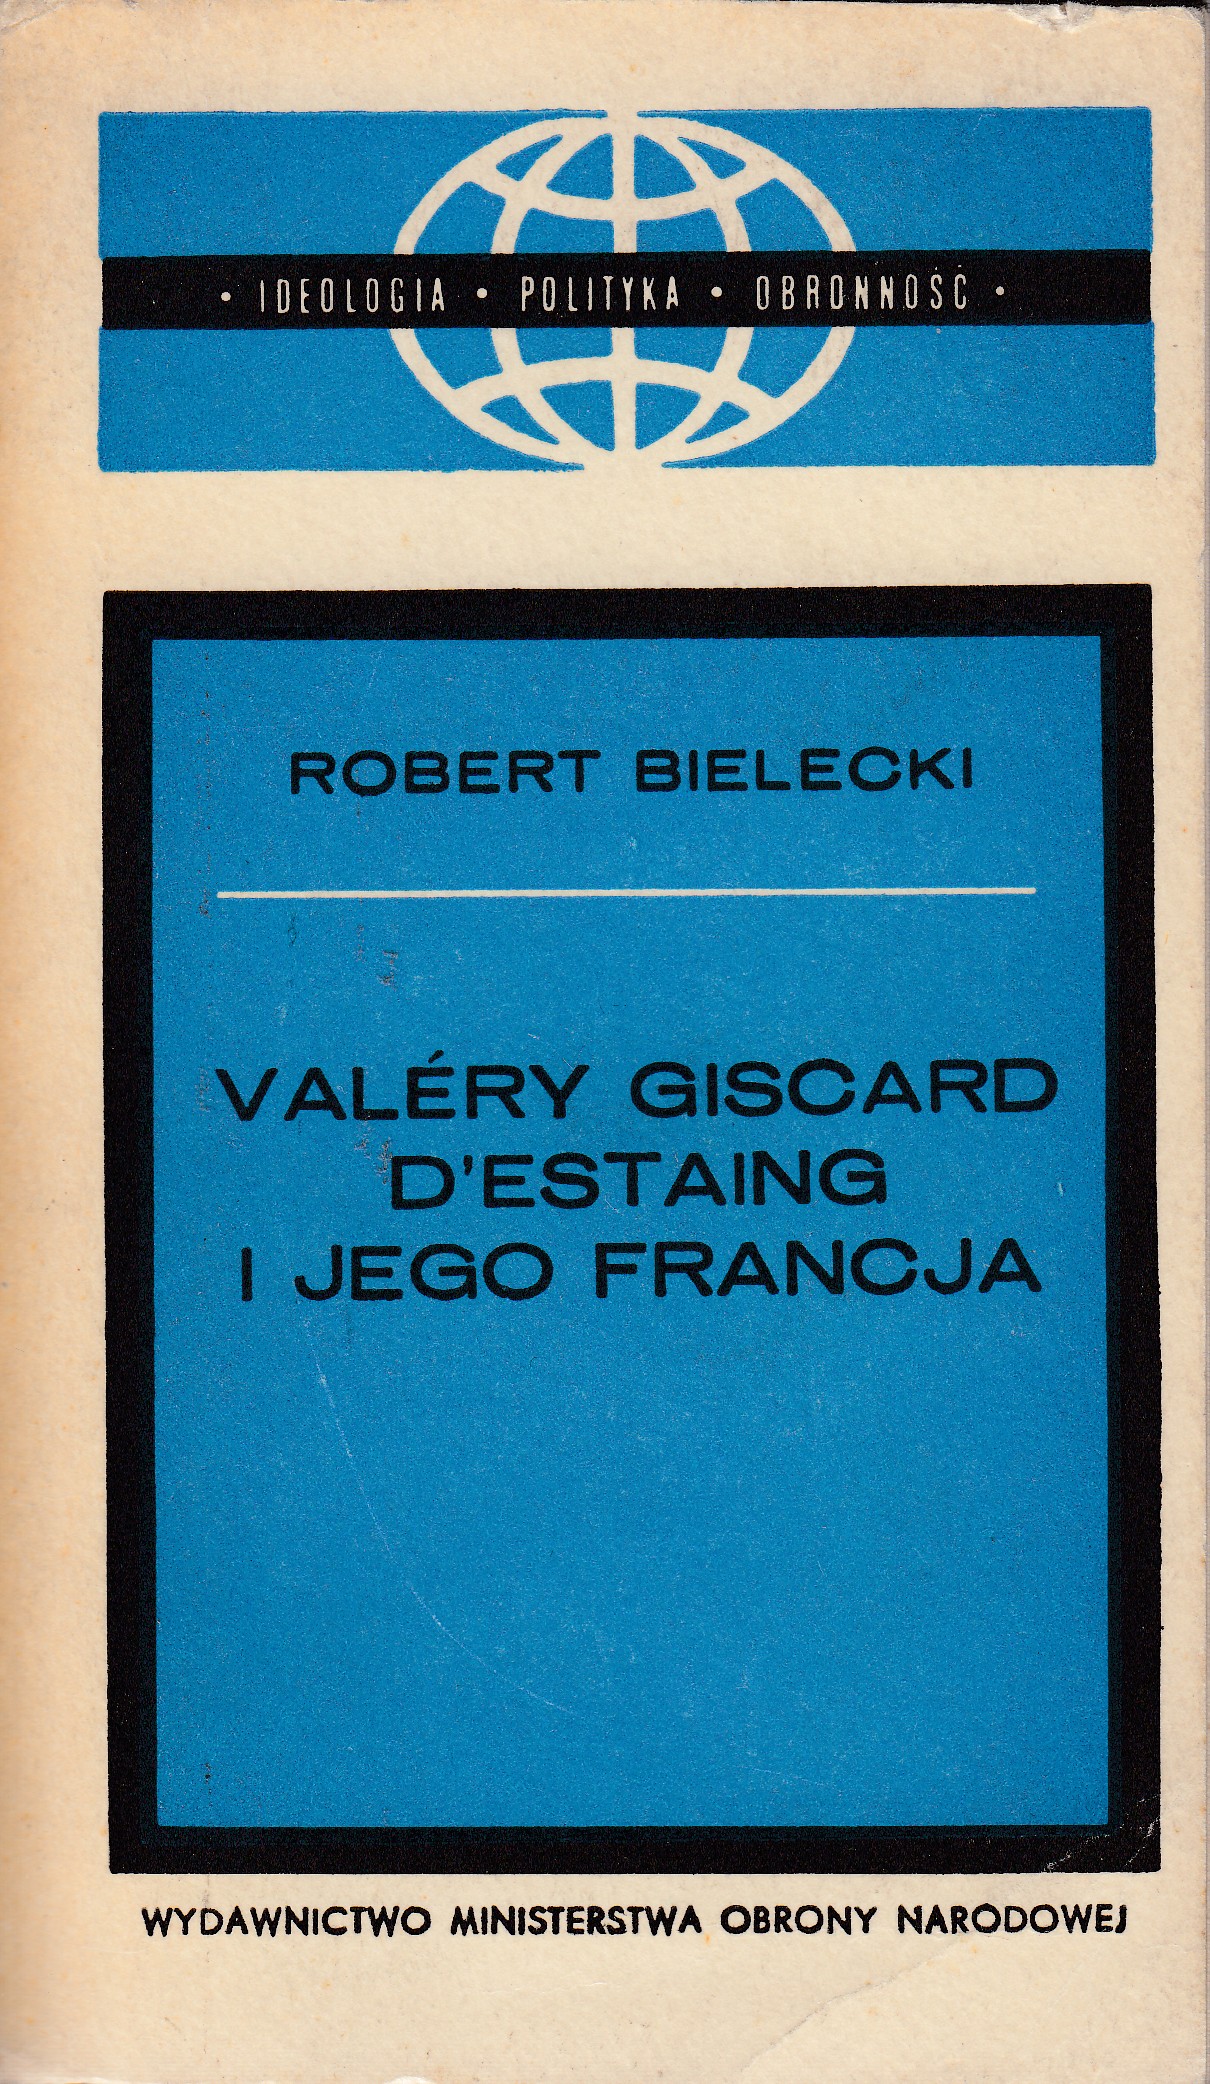 • IDEOLOGIA • POLITYKA • OBRONNOŚĆ •
ROBERT BIELECKI
VALÉRY GISCARD
D'ESTAING
I JEGO FRANCJA
WYDAWNICTWO MINISTERSTWA OBRONY NARODOWEJ